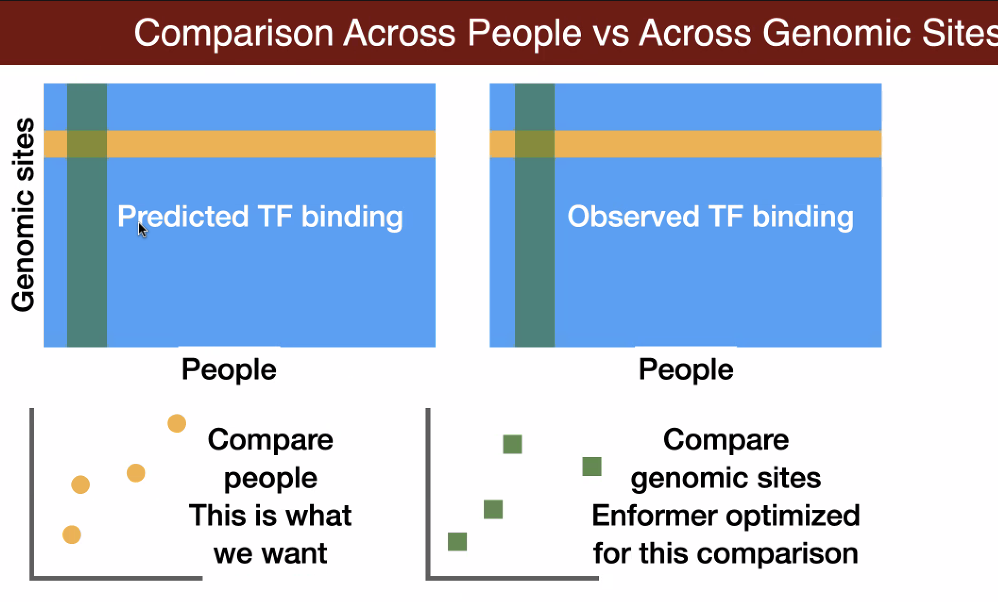 Comparison Across People vs Across Genomic Sites
Genomic sites
Predicted TF binding
Observed TF binding
People
People
Compare
people
This is what
we want
Compare
genomic sites
Enformer optimized
for this comparison